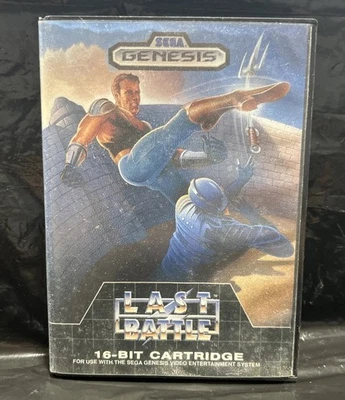 SEGA
GENESIS
LAST
BATTLE
16-BIT CARTRIDGE
FOR USE WITH THE SEGA GENESIS VIDEO ENTERTAINMENT SYSTEM